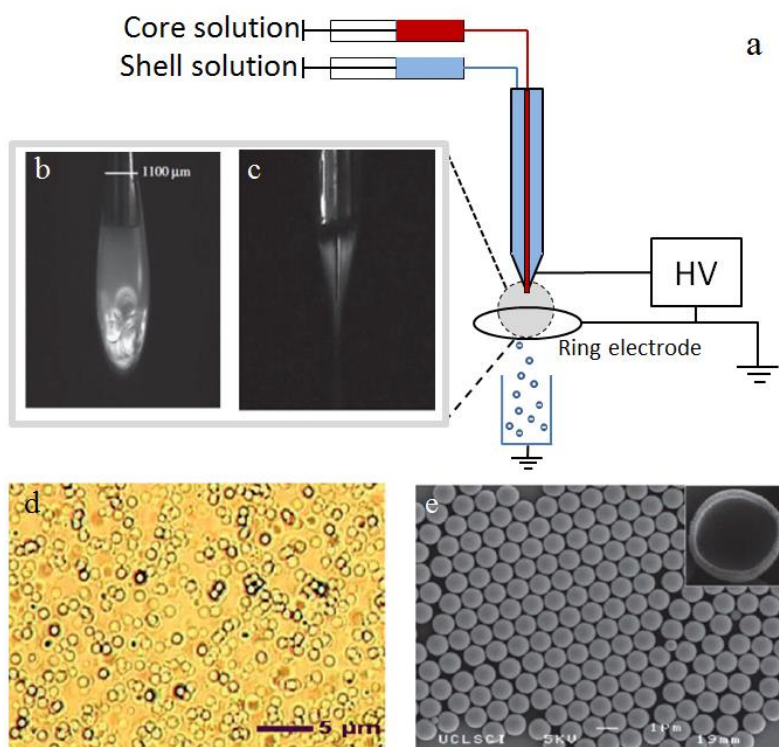 Core solution
a
Shell solution
b
1100 µm
c
HV
Ring electrode
d
5 µm
e
UCLSCI 5KV 1µm 19mm